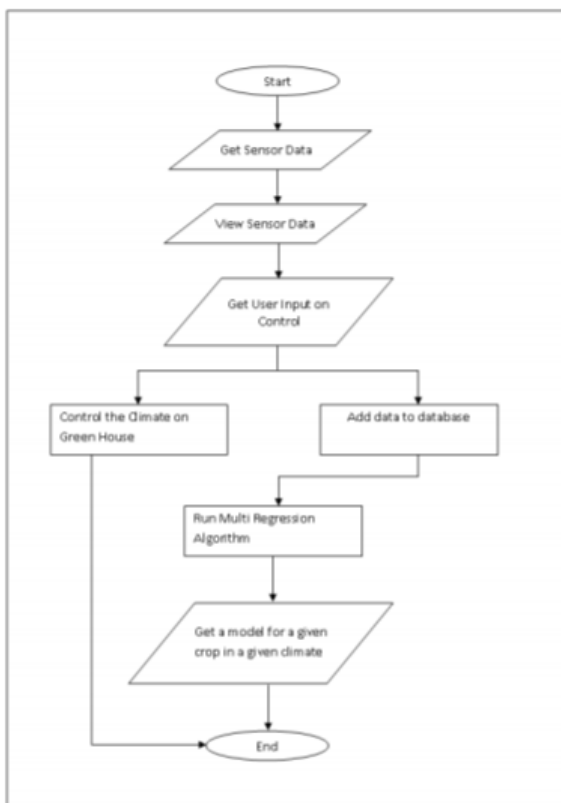 Start
Get Sensor Data
View Sensor Data
Get User Input on
Control
Control the Climate on
Green House
Add data to database
Run Multi Regression
Algorithm
Get a model for a given
crop in a given climate
End